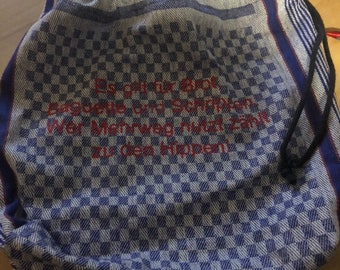 Es gilt für Brot
Baguette und Schrippen:
Wer Mehrweg nutzt zählt
zu den Hippen!